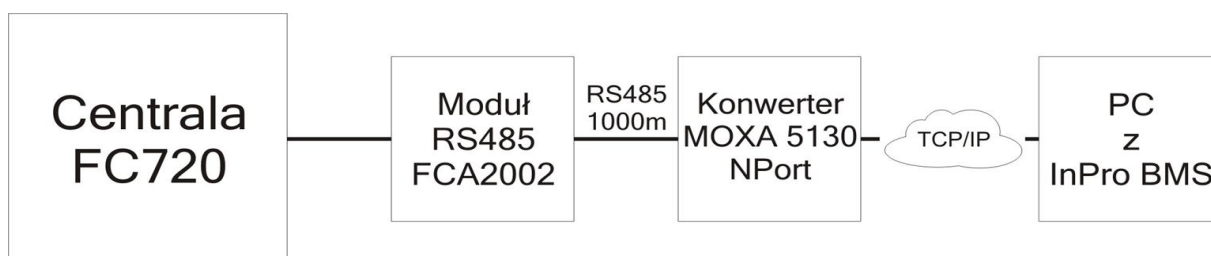 Centrala
FC720
Moduł
RS485
FCA2002
RS485
1000m
Konwerter
MOXA 5130
NPort
TCP/IP
PC
z
InPro BMS